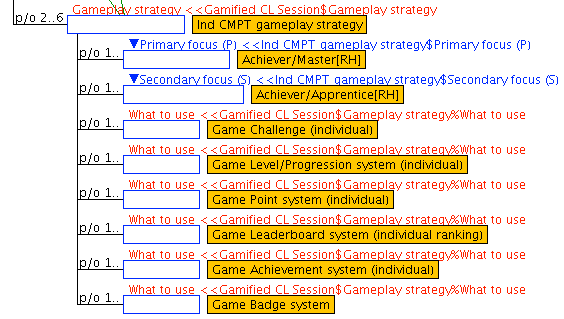 Gameplay strategy <<Gamified CL Session$Gameplay strategy
p/o 2..6 Ind CMPT gameplay strategy
▼Primary focus (P) <<Ind CMPT gameplay strategy$Primary focus (P)
p/o 1.. Achiever/Master[RH]
▼Secondary focus (S) <<Ind CMPT gameplay strategy$Secondary focus (S)
p/o 1.. Achiever/Apprentice[RH]
What to use <<Gamified CL Session$Gameplay strategy%What to use
p/o 1.. Game Challenge (individual)
What to use <<Gamified CL Session$Gameplay strategy%What to use
p/o 1.. Game Level/Progression system (individual)
What to use <<Gamified CL Session$Gameplay strategy%What to use
p/o 1.. Game Point system (individual)
What to use <<Gamified CL Session$Gameplay strategy%What to use
p/o 1.. Game Leaderboard system (individual ranking)
What to use <<Gamified CL Session$Gameplay strategy%What to use
p/o 1.. Game Achievement system (individual)
What to use <<Gamified CL Session$Gameplay strategy%What to use
p/o 1.. Game Badge system